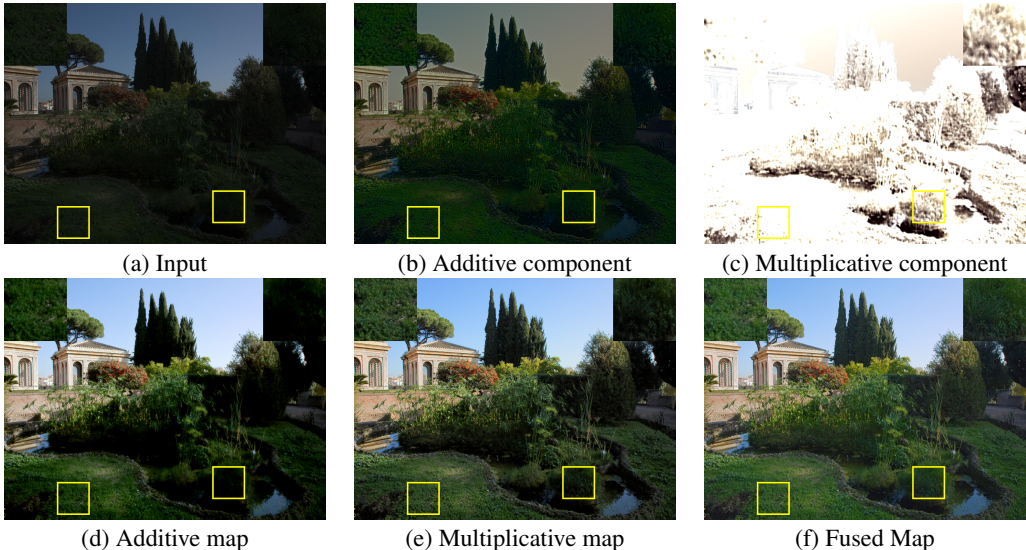 (a) Input
(b) Additive component
(c) Multiplicative component
(d) Additive map
(e) Multiplicative map
(f) Fused Map